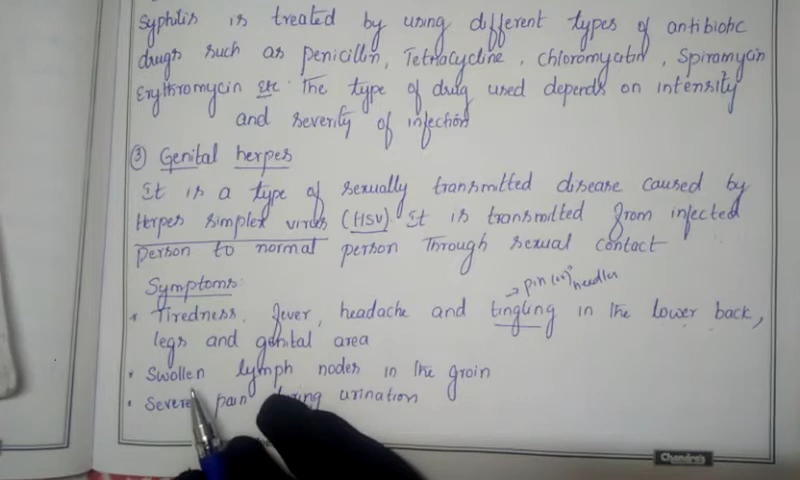 Syphilis is treated by using different types of antibiotic
drugs such as penicillin, Tetracycline, chloromycetin, Spiramycin
Erythromycin etc. The type of drug used depends on intensity
and severity of infection
③ Genital herpes
It is a type of sexually transmitted disease caused by
Herpes simplex virus (HSV). It is transmitted from infected
person to normal person through sexual contact
Symptoms:
→ pin (or) needles
* Tiredness, fever, headache and tingling in the lower back,
legs and genital area
* Swollen lymph nodes in the groin
* Severe pain during urination
Chandra's